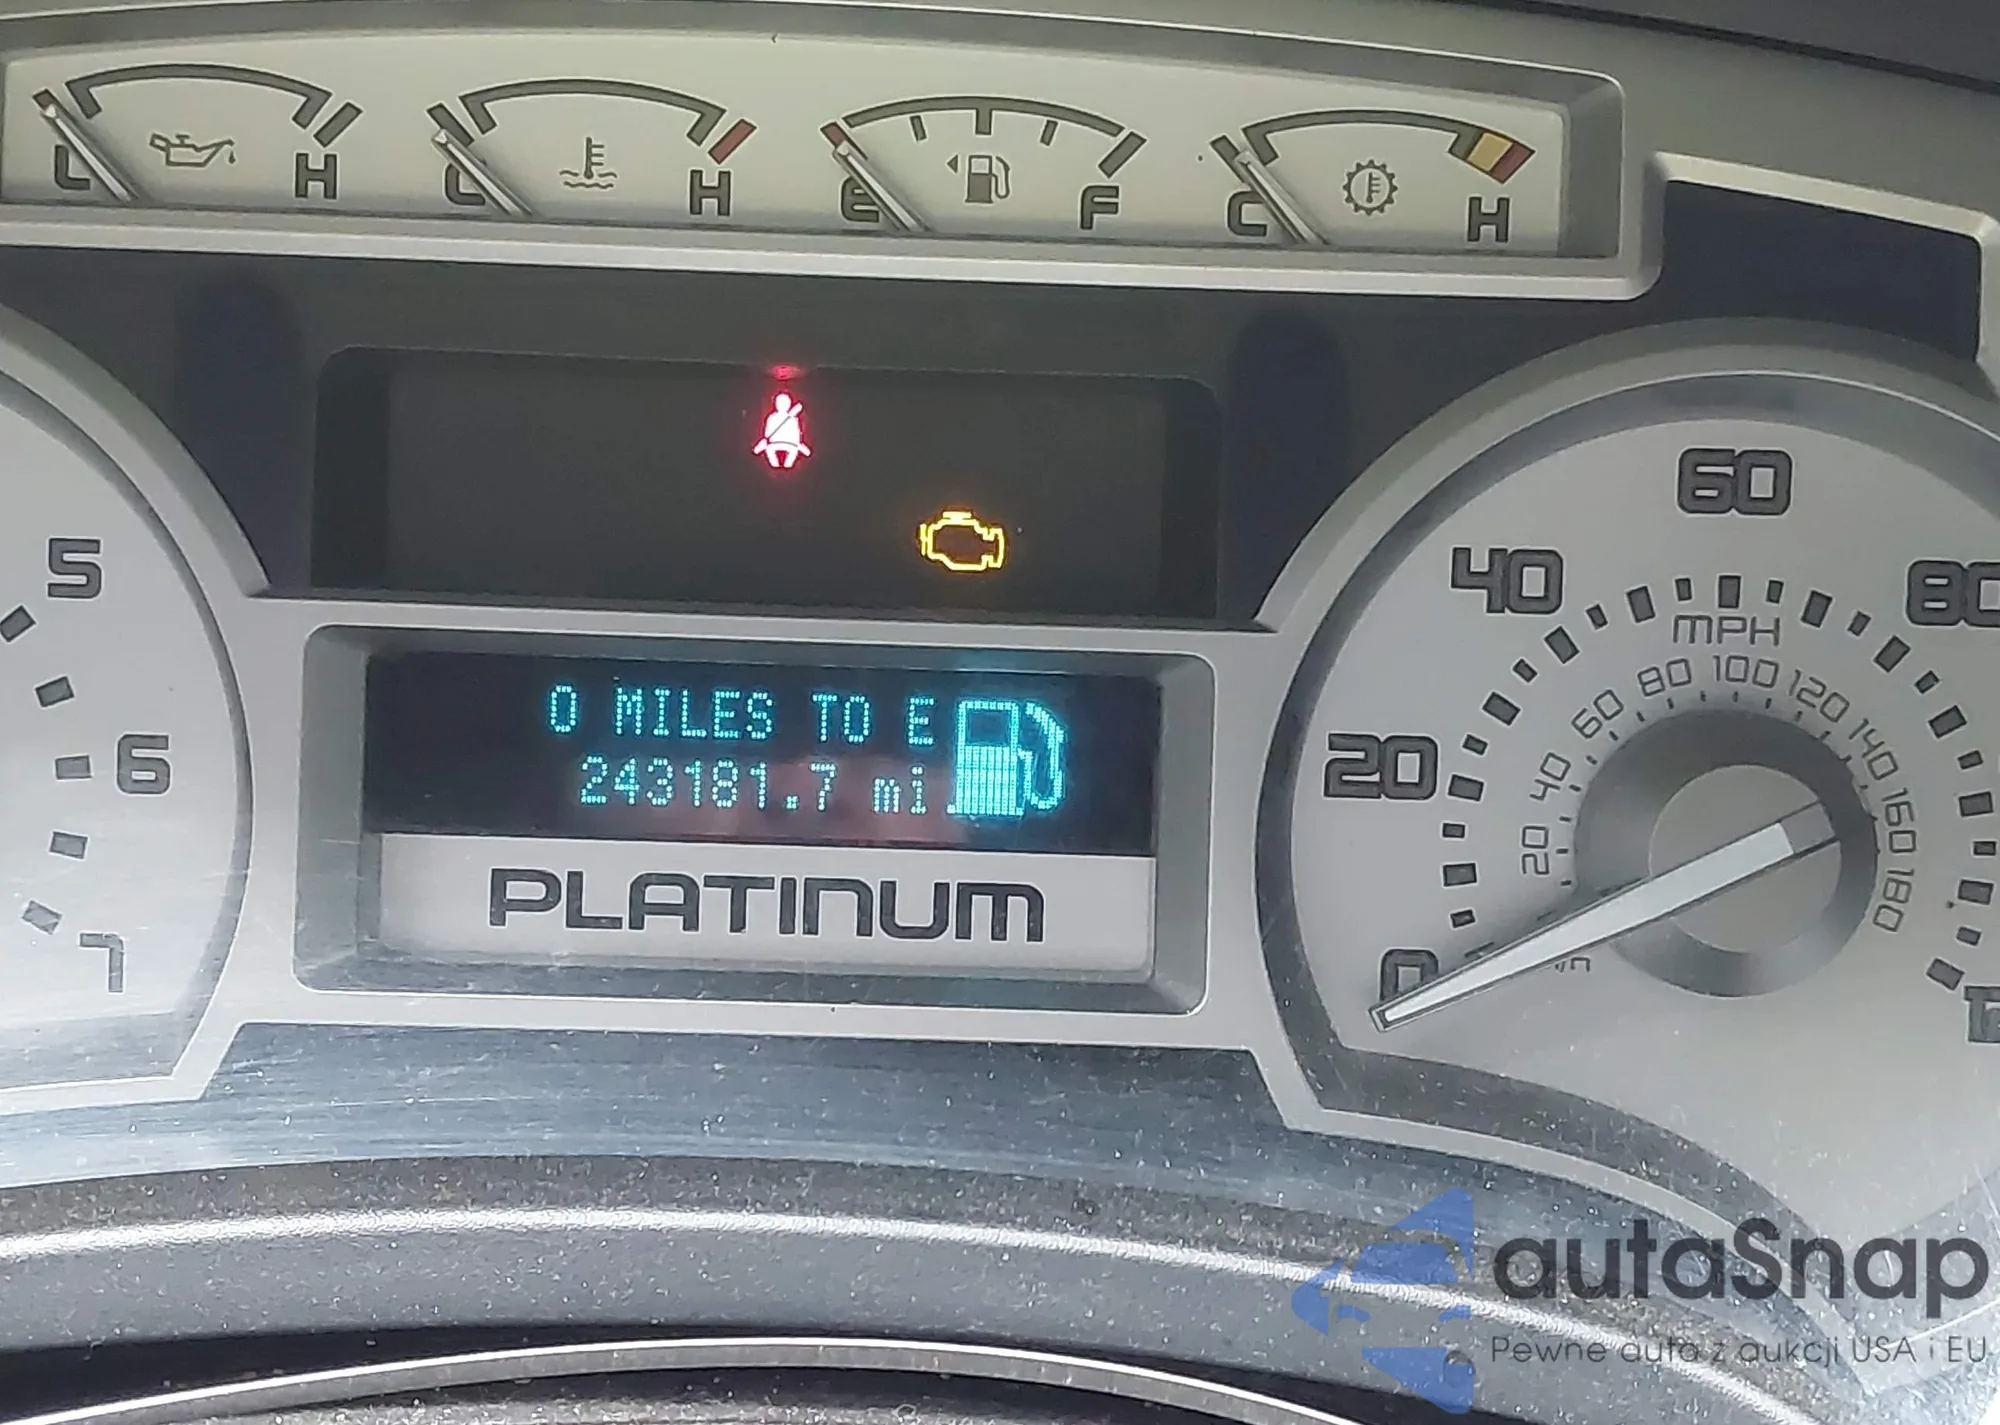 L H C H E F C H
5
6
7
0 MILES TO E
243181.7 mi
PLATINUM
0 20 40 60 80
MPH
20 40 60 80 100 120 140 160 180
autaSnap
Pewne auta z aukcji USA i EU